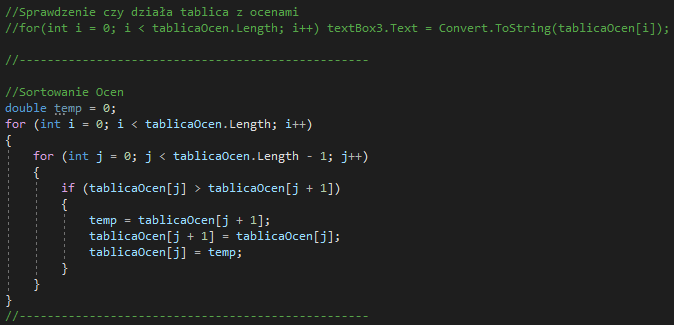 //Sprawdzenie czy działa tablica z ocenami
//for(int i = 0; i < tablicaOcen.Length; i++) textBox3.Text = Convert.ToString(tablicaOcen[i]);
//--------------------------------------------------
//Sortowanie Ocen
double temp = 0;
for (int i = 0; i < tablicaOcen.Length; i++)
{
for (int j = 0; j < tablicaOcen.Length - 1; j++)
{
if (tablicaOcen[j] > tablicaOcen[j + 1])
{
temp = tablicaOcen[j + 1];
tablicaOcen[j + 1] = tablicaOcen[j];
tablicaOcen[j] = temp;
}
}
}
//--------------------------------------------------